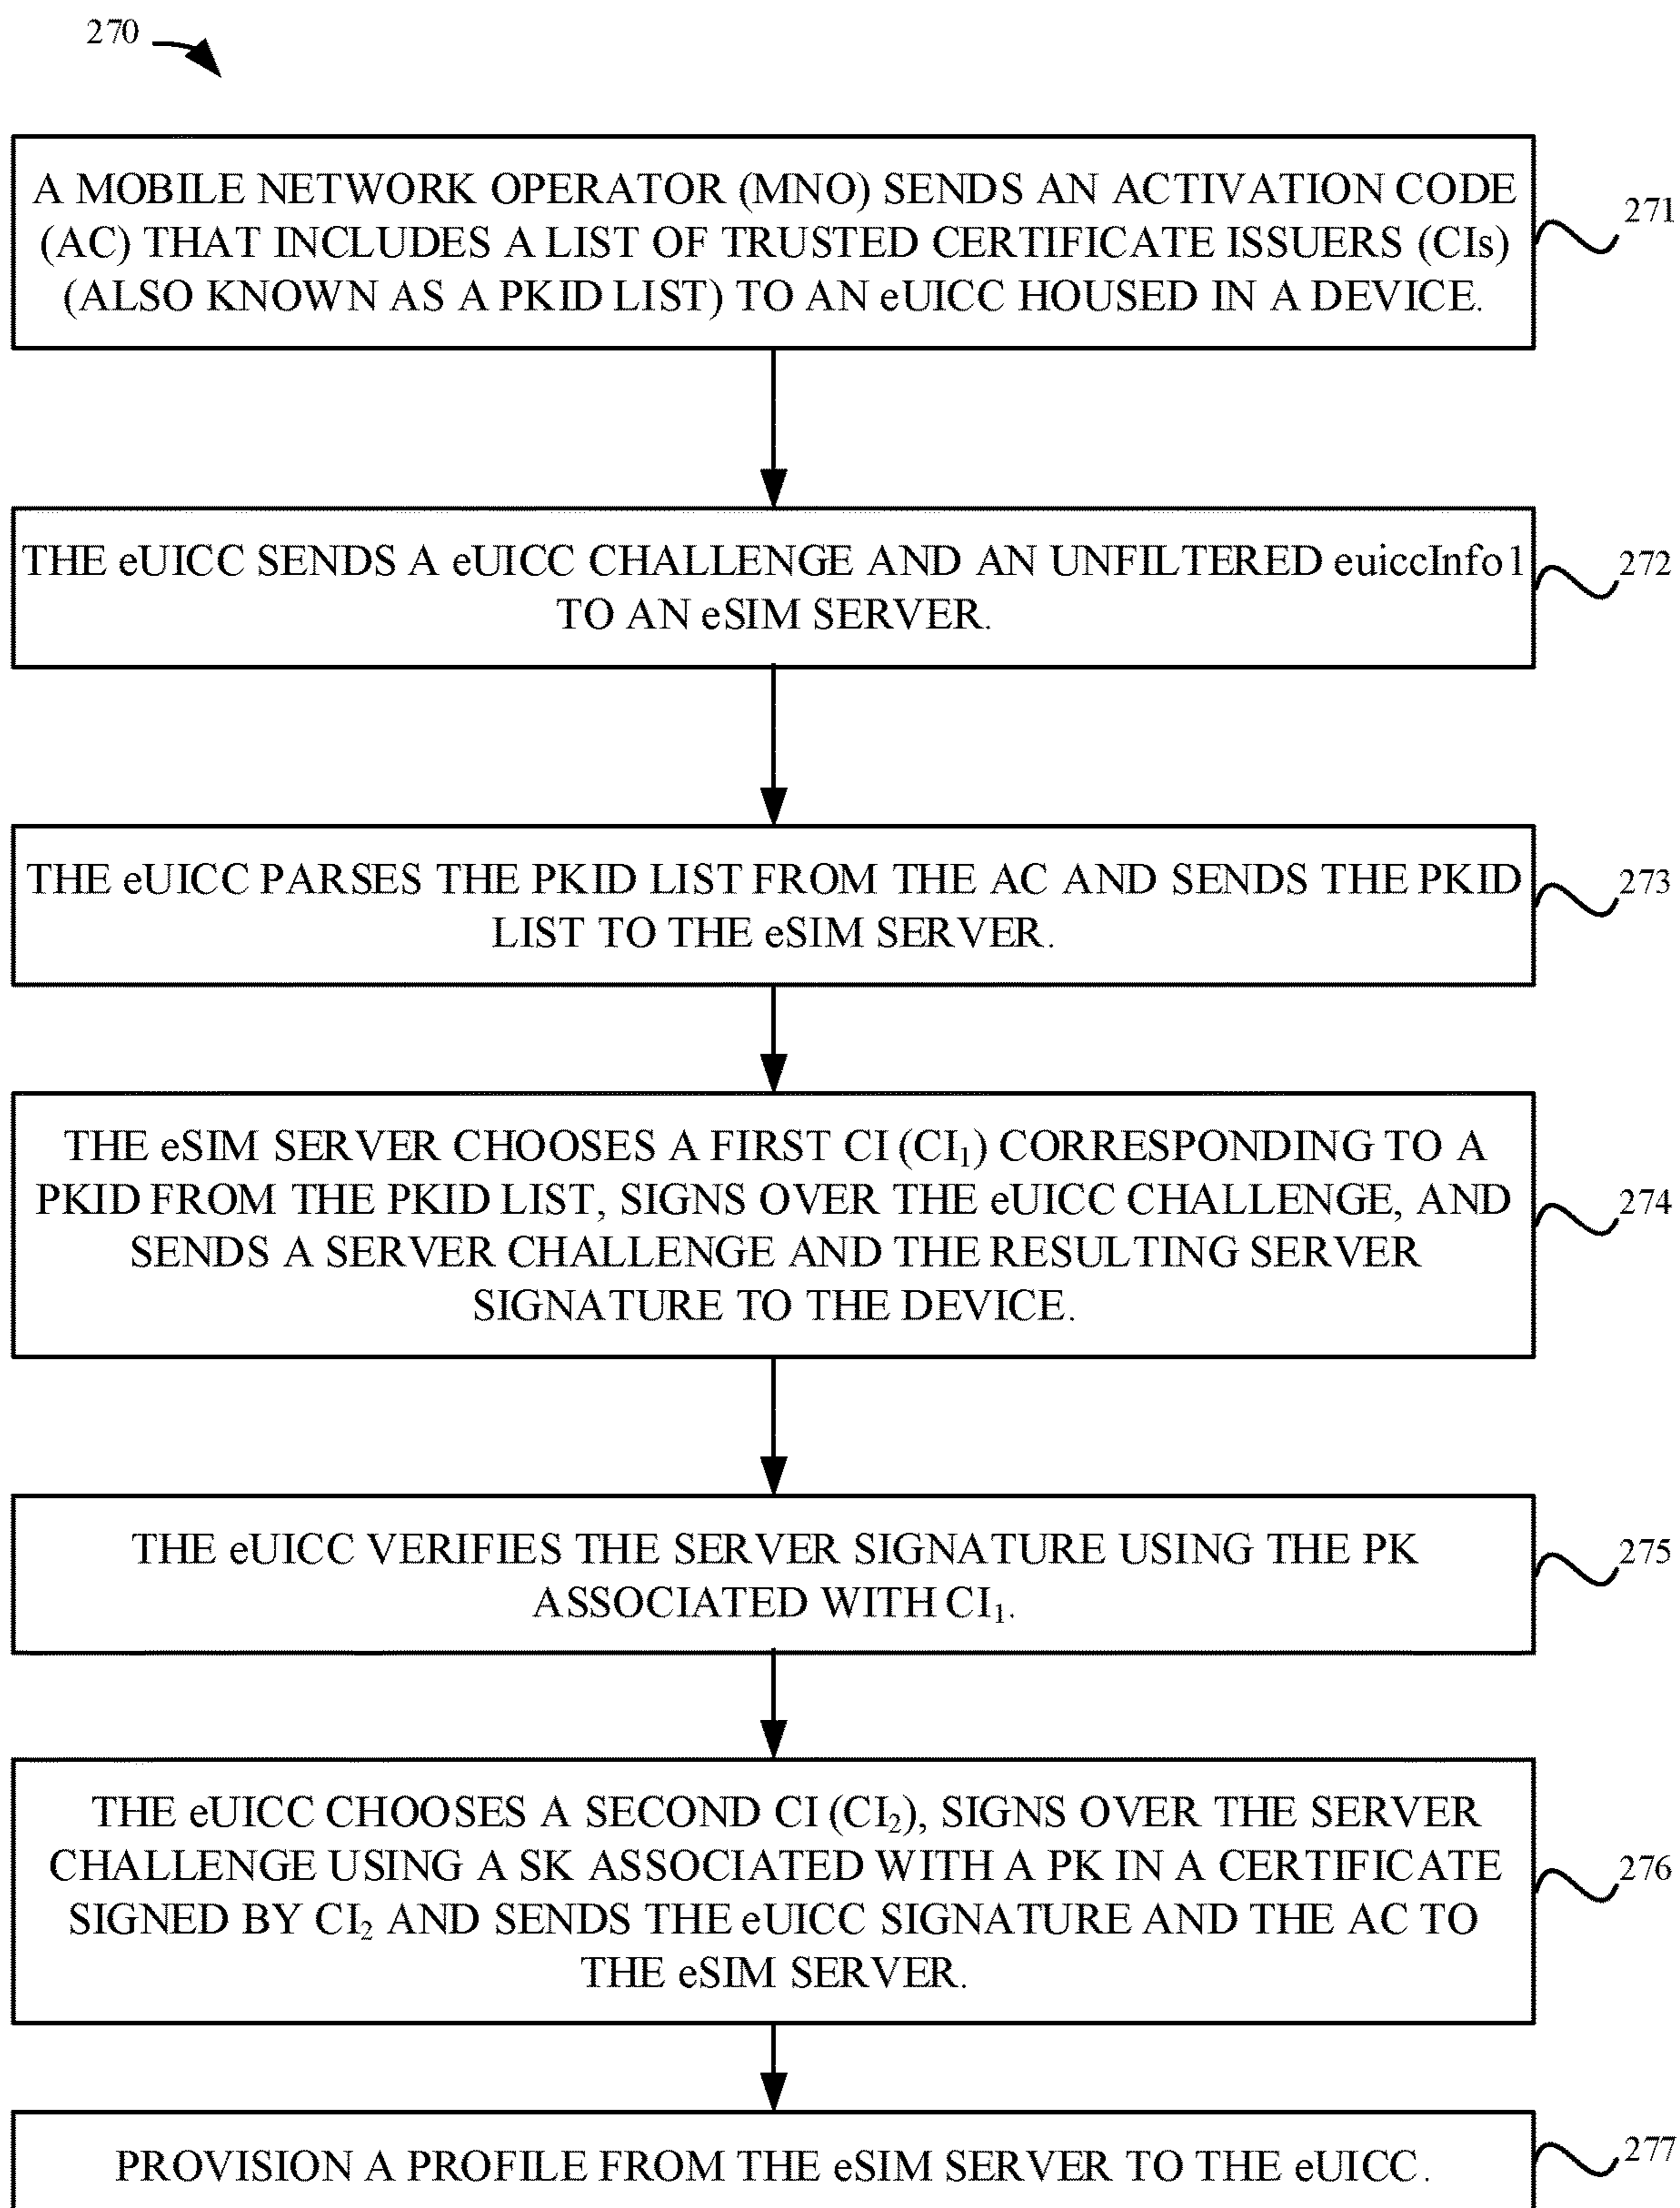 270
A MOBILE NETWORK OPERATOR (MNO) SENDS AN ACTIVATION CODE
(AC) THAT INCLUDES A LIST OF TRUSTED CERTIFICATE ISSUERS (CIs)
(ALSO KNOWN AS A PKID LIST) TO AN eUICC HOUSED IN A DEVICE.
271
THE eUICC SENDS A eUICC CHALLENGE AND AN UNFILTERED euiccInfo1
TO AN eSIM SERVER.
272
THE eUICC PARSES THE PKID LIST FROM THE AC AND SENDS THE PKID
LIST TO THE eSIM SERVER.
273
THE eSIM SERVER CHOOSES A FIRST CI (CI₁) CORRESPONDING TO A
PKID FROM THE PKID LIST, SIGNS OVER THE eUICC CHALLENGE, AND
SENDS A SERVER CHALLENGE AND THE RESULTING SERVER
SIGNATURE TO THE DEVICE.
274
THE eUICC VERIFIES THE SERVER SIGNATURE USING THE PK
ASSOCIATED WITH CI₁.
275
THE eUICC CHOOSES A SECOND CI (CI₂), SIGNS OVER THE SERVER
CHALLENGE USING A SK ASSOCIATED WITH A PK IN A CERTIFICATE
SIGNED BY CI₂ AND SENDS THE eUICC SIGNATURE AND THE AC TO
THE eSIM SERVER.
276
PROVISION A PROFILE FROM THE eSIM SERVER TO THE eUICC.
277